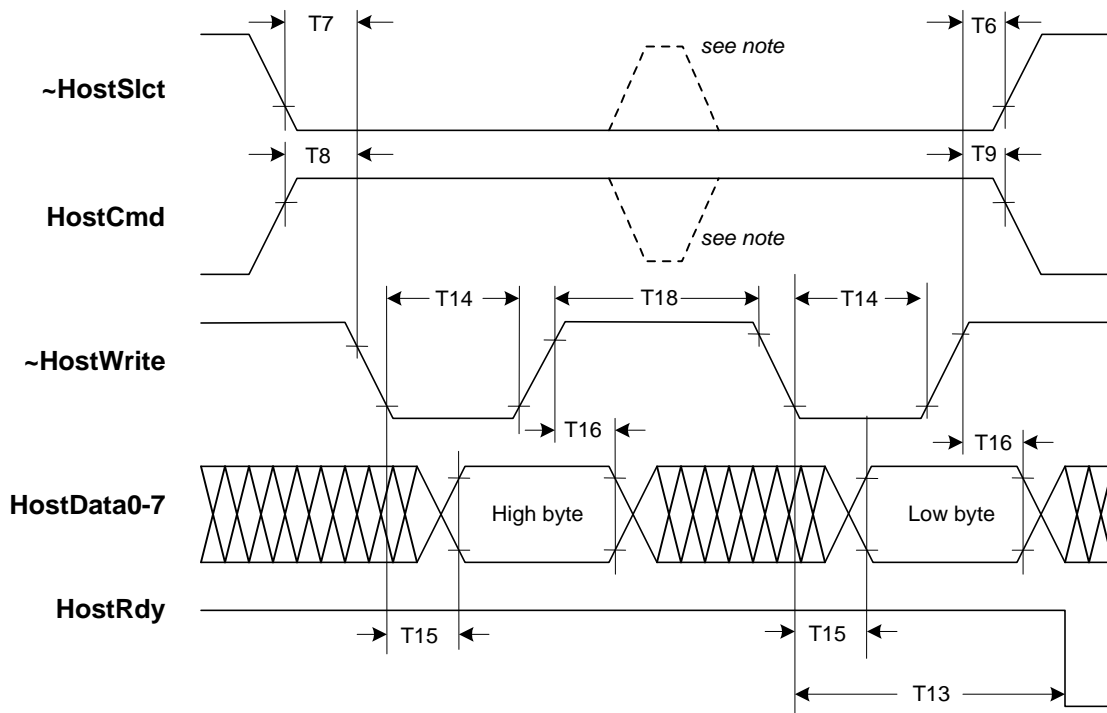 T7
T6
see note
~HostSlct
T8
T9
HostCmd
see note
T14
T18
T14
~HostWrite
T16
T16
HostData0-7
High byte
Low byte
HostRdy
T15
T15
T13